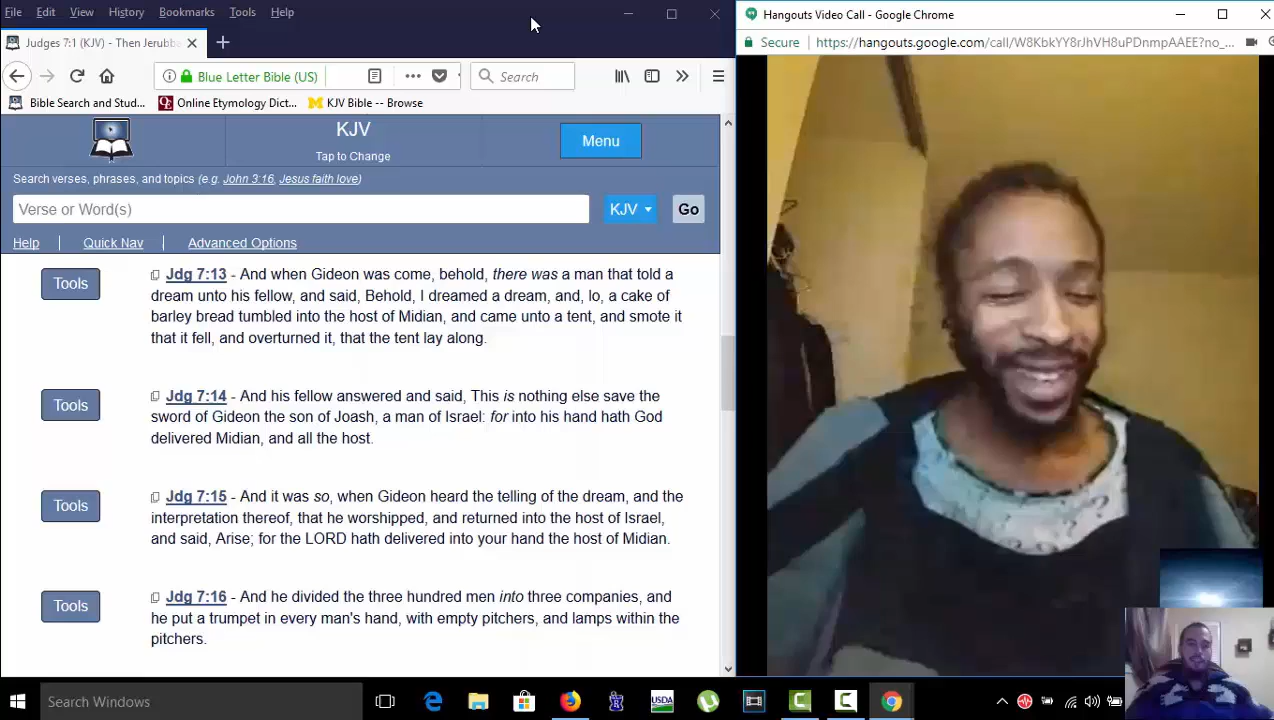 File Edit View History Bookmarks Tools Help
Judges 7:1 (KJV) - Then Jerubbe
Blue Letter Bible (US)
Search
Bible Search and Stud...
Online Etymology Dict...
KJV Bible -- Browse
KJV
Tap to Change
Menu
Search verses, phrases, and topics (e.g. John 3:16, Jesus faith love)
Verse or Word(s)
KJV
Go
Help
Quick Nav
Advanced Options
Tools
Jdg 7:13 - And when Gideon was come, behold, there was a man that told a
dream unto his fellow, and said, Behold, I dreamed a dream, and, lo, a cake of
barley bread tumbled into the host of Midian, and came unto a tent, and smote it
that it fell, and overturned it, that the tent lay along.
Tools
Jdg 7:14 - And his fellow answered and said, This is nothing else save the
sword of Gideon the son of Joash, a man of Israel: for into his hand hath God
delivered Midian, and all the host.
Tools
Jdg 7:15 - And it was so, when Gideon heard the telling of the dream, and the
interpretation thereof, that he worshipped, and returned into the host of Israel,
and said, Arise; for the LORD hath delivered into your hand the host of Midian.
Tools
Jdg 7:16 - And he divided the three hundred men into three companies, and
he put a trumpet in every man's hand, with empty pitchers, and lamps within the
pitchers.
Hangouts Video Call - Google Chrome
Secure
https://hangouts.google.com/call/W8KbkYY8rJhVH8uPDnmpAAEE?no_...
Search Windows
USDA